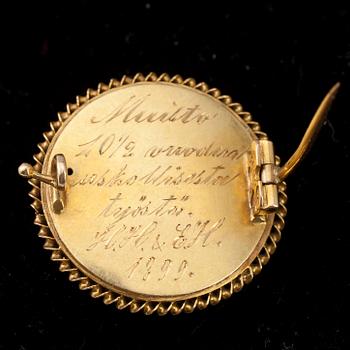 Muisto
10½ vuoden
uskollisesta
työstä.
H.H. & E.H.
1899.